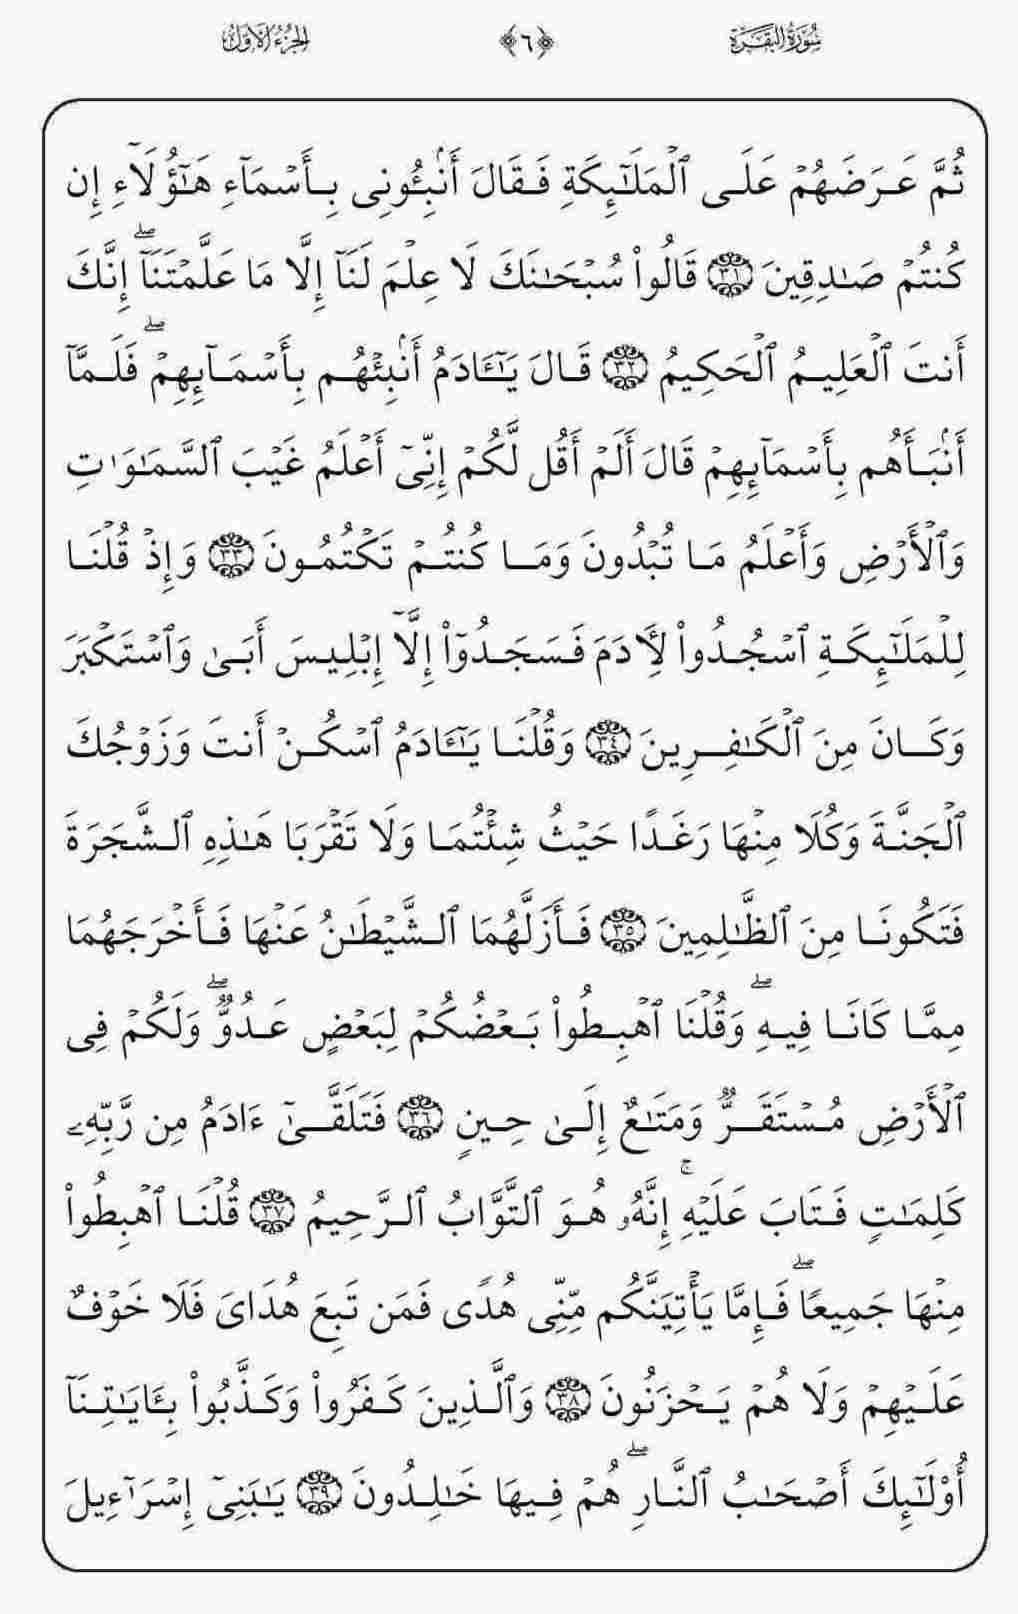 سُورَةُ البَقَرَةِ ﴿٦﴾ الجُزْءُ الأَوَّلُ
ثُمَّ عَرَضَهُمۡ عَلَى ٱلۡمَلَٰٓئِكَةِ فَقَالَ أَنۢبِـُٔونِى بِأَسۡمَآءِ هَٰٓؤُلَآءِ إِن
كُنتُمۡ صَٰدِقِينَ ٣١ قَالُوا۟ سُبۡحَٰنَكَ لَا عِلۡمَ لَنَآ إِلَّا مَا عَلَّمۡتَنَآۖ إِنَّكَ
أَنتَ ٱلۡعَلِيمُ ٱلۡحَكِيمُ ٣٢ قَالَ يَٰٓـَٔادَمُ أَنۢبِئۡهُم بِأَسۡمَآئِهِمۡۖ فَلَمَّآ
أَنۢبَأَهُم بِأَسۡمَآئِهِمۡ قَالَ أَلَمۡ أَقُل لَّكُمۡ إِنِّىٓ أَعۡلَمُ غَيۡبَ ٱلسَّمَٰوَٰتِ
وَٱلۡأَرۡضِ وَأَعۡلَمُ مَا تُبۡدُونَ وَمَا كُنتُمۡ تَكۡتُمُونَ ٣٣ وَإِذۡ قُلۡنَا
لِلۡمَلَٰٓئِكَةِ ٱسۡجُدُوا۟ لِـَٔادَمَ فَسَجَدُوٓا۟ إِلَّآ إِبۡلِيسَ أَبَىٰ وَٱسۡتَكۡبَرَ
وَكَانَ مِنَ ٱلۡكَٰفِرِينَ ٣٤ وَقُلۡنَا يَٰٓـَٔادَمُ ٱسۡكُنۡ أَنتَ وَزَوۡجُكَ
ٱلۡجَنَّةَ وَكُلَا مِنۡهَا رَغَدًا حَيۡثُ شِئۡتُمَا وَلَا تَقۡرَبَا هَٰذِهِ ٱلشَّجَرَةَ
فَتَكُونَا مِنَ ٱلظَّٰلِمِينَ ٣٥ فَأَزَلَّهُمَا ٱلشَّيۡطَٰنُ عَنۡهَا فَأَخۡرَجَهُمَا
مِمَّا كَانَا فِيهِۖ وَقُلۡنَا ٱهۡبِطُوا۟ بَعۡضُكُمۡ لِبَعۡضٍ عَدُوٌّۖ وَلَكُمۡ فِى
ٱلۡأَرۡضِ مُسۡتَقَرٌّ وَمَتَٰعٌ إِلَىٰ حِينٍ ٣٦ فَتَلَقَّىٰٓ ءَادَمُ مِن رَّبِّهِۦ
كَلِمَٰتٍ فَتَابَ عَلَيۡهِۚ إِنَّهُۥ هُوَ ٱلتَّوَّابُ ٱلرَّحِيمُ ٣٧ قُلۡنَا ٱهۡبِطُوا۟
مِنۡهَا جَمِيعًاۖ فَإِمَّا يَأۡتِيَنَّكُم مِّنِّى هُدًى فَمَن تَبِعَ هُدَاىَ فَلَا خَوۡفٌ
عَلَيۡهِمۡ وَلَا هُمۡ يَحۡزَنُونَ ٣٨ وَٱلَّذِينَ كَفَرُوا۟ وَكَذَّبُوا۟ بِـَٔايَٰتِنَآ
أُو۟لَٰٓئِكَ أَصۡحَٰبُ ٱلنَّارِۖ هُمۡ فِيهَا خَٰلِدُونَ ٣٩ يَٰبَنِىٓ إِسۡرَٰٓءِيلَ